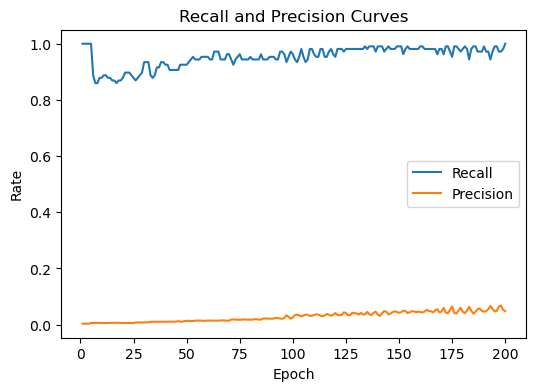 Recall and Precision Curves
1.0
0.8
0.6
0.4
0.2
0.0
Rate
Recall
Precision
0 25 50 75 100 125 150 175 200
Epoch